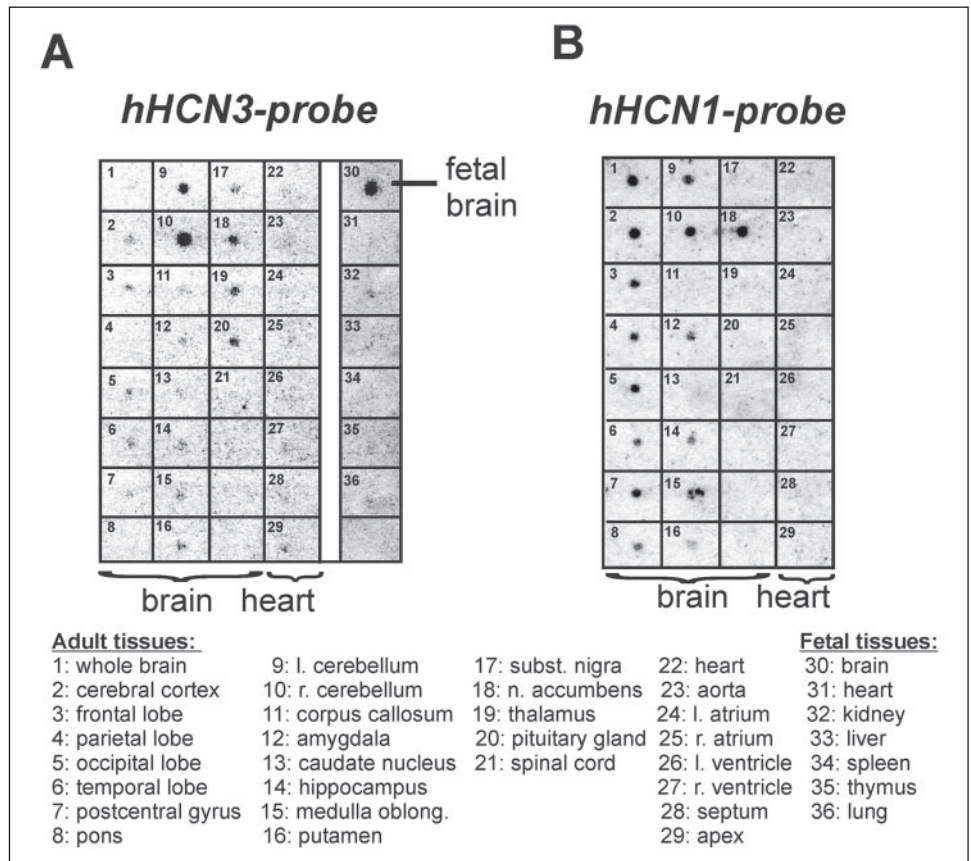 A
B
hHCN3-probe
hHCN1-probe
1 9 17 22 30
2 10 18 23 31
3 11 19 24 32
4 12 20 25 33
5 13 21 26 34
6 14 27 35
7 15 28 36
8 16 29
fetal
brain
1 9 17 22
2 10 18 23
3 11 19 24
4 12 20 25
5 13 21 26
6 14 27
7 15 28
8 16 29
brain heart
brain heart
Adult tissues:
1: whole brain
2: cerebral cortex
3: frontal lobe
4: parietal lobe
5: occipital lobe
6: temporal lobe
7: postcentral gyrus
8: pons
9: l. cerebellum
10: r. cerebellum
11: corpus callosum
12: amygdala
13: caudate nucleus
14: hippocampus
15: medulla oblong.
16: putamen
17: subst. nigra
18: n. accumbens
19: thalamus
20: pituitary gland
21: spinal cord
22: heart
23: aorta
24: l. atrium
25: r. atrium
26: l. ventricle
27: r. ventricle
28: septum
29: apex
Fetal tissues:
30: brain
31: heart
32: kidney
33: liver
34: spleen
35: thymus
36: lung